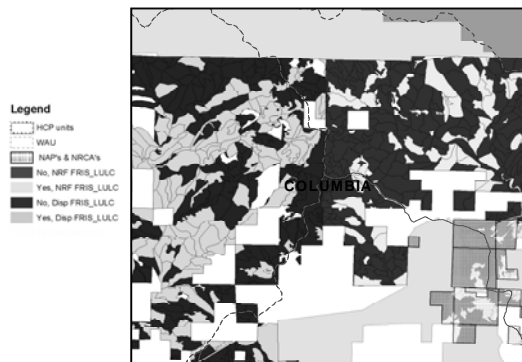 Legend
HCP units
WAU
NAP's & NRCA's
No, NRF FRIS_LULC
Yes, NRF FRIS_LULC
No, Disp FRIS_LULC
Yes, Disp FRIS_LULC
COLUMBIA